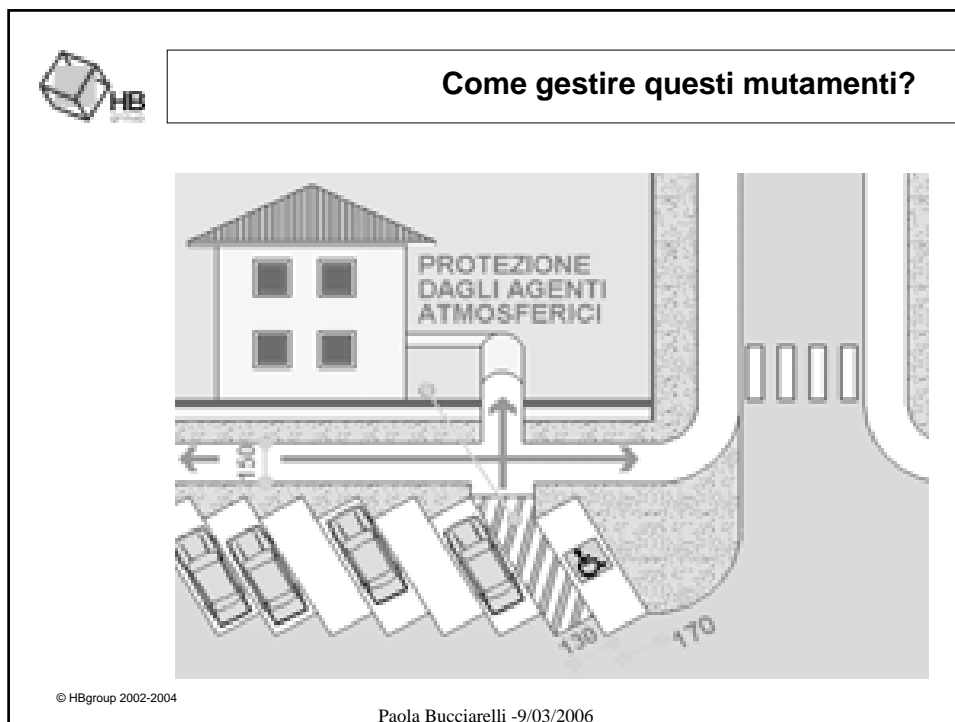 HB
group
Come gestire questi mutamenti?
PROTEZIONE
DAGLI AGENTI
ATMOSFERICI
150
130
170
© HBgroup 2002-2004
Paola Bucciarelli -9/03/2006